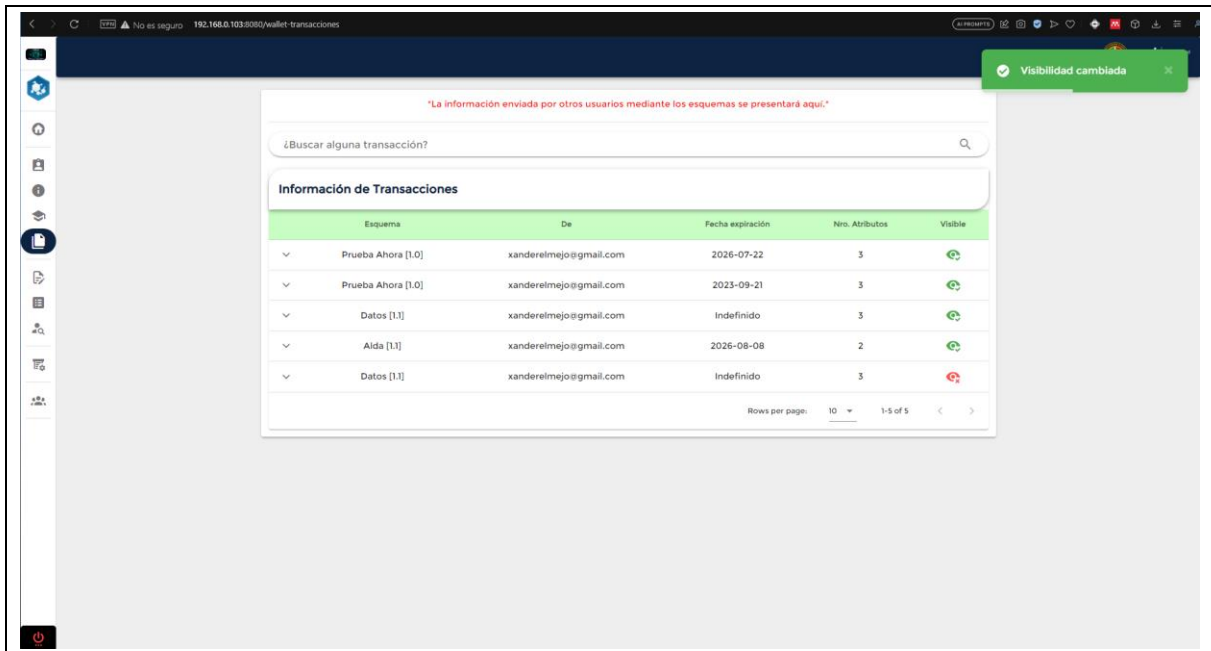 VPN No es seguro 192.168.0.103:8080/wallet-transacciones
AI PROMPTS
Visibilidad cambiada
"La información enviada por otros usuarios mediante los esquemas se presentará aquí."
¿Buscar alguna transacción?
Información de Transacciones
Esquema De Fecha expiración Nro. Atributos Visible
Prueba Ahora [1.0] xanderelmejo@gmail.com 2026-07-22 3
Prueba Ahora [1.0] xanderelmejo@gmail.com 2023-09-21 3
Datos [1.1] xanderelmejo@gmail.com Indefinido 3
Alda [1.1] xanderelmejo@gmail.com 2026-08-08 2
Datos [1.1] xanderelmejo@gmail.com Indefinido 3
Rows per page: 10 1-5 of 5